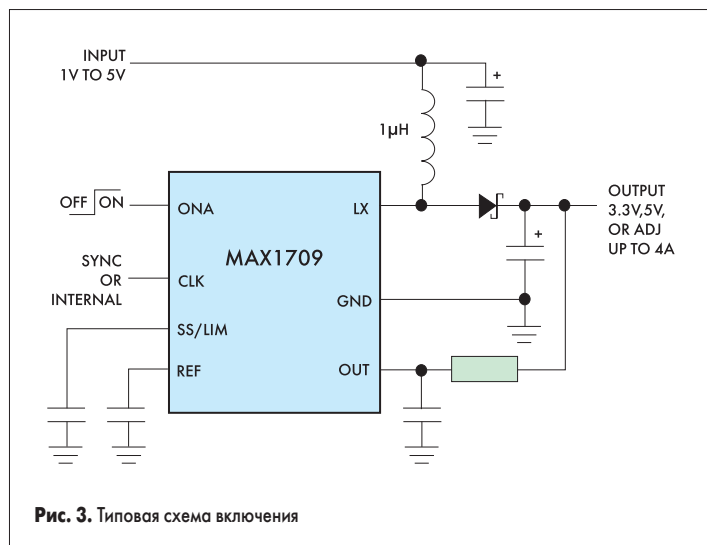 INPUT
1V TO 5V
+
1µH
OFF ON
ONA
LX
OUTPUT
3.3V,5V,
OR ADJ
UP TO 4A
+
MAX1709
SYNC
OR
INTERNAL
CLK
GND
SS/LIM
REF
OUT
Рис. 3. Типовая схема включения